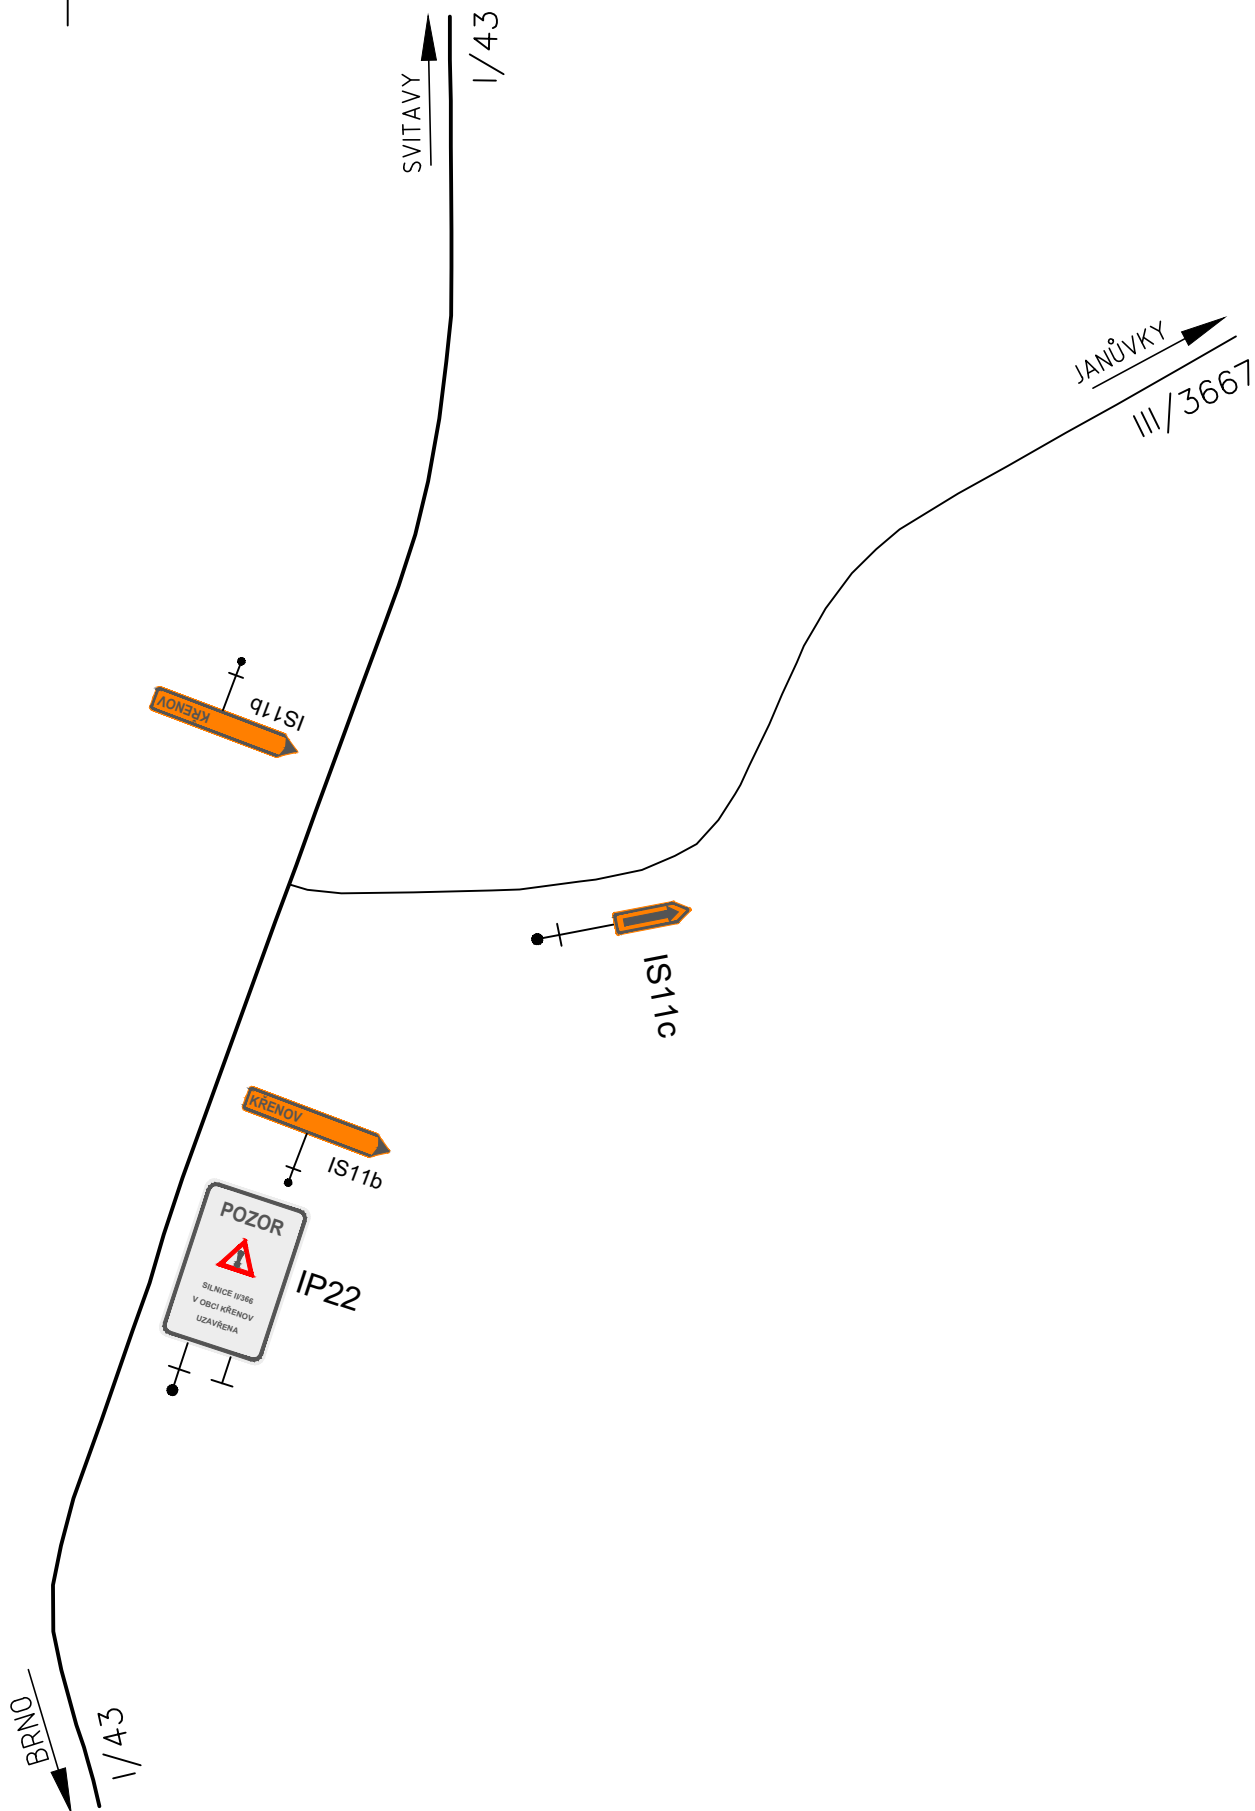 I/43
SVITAVY
JANŮVKY
III/3667
KŘENOV
IS11b
IS11c
KŘENOV
IS11b
POZOR
SILNICE II/366
V OBCI KŘENOV
UZAVŘENA
IP22
BRNO
I/43